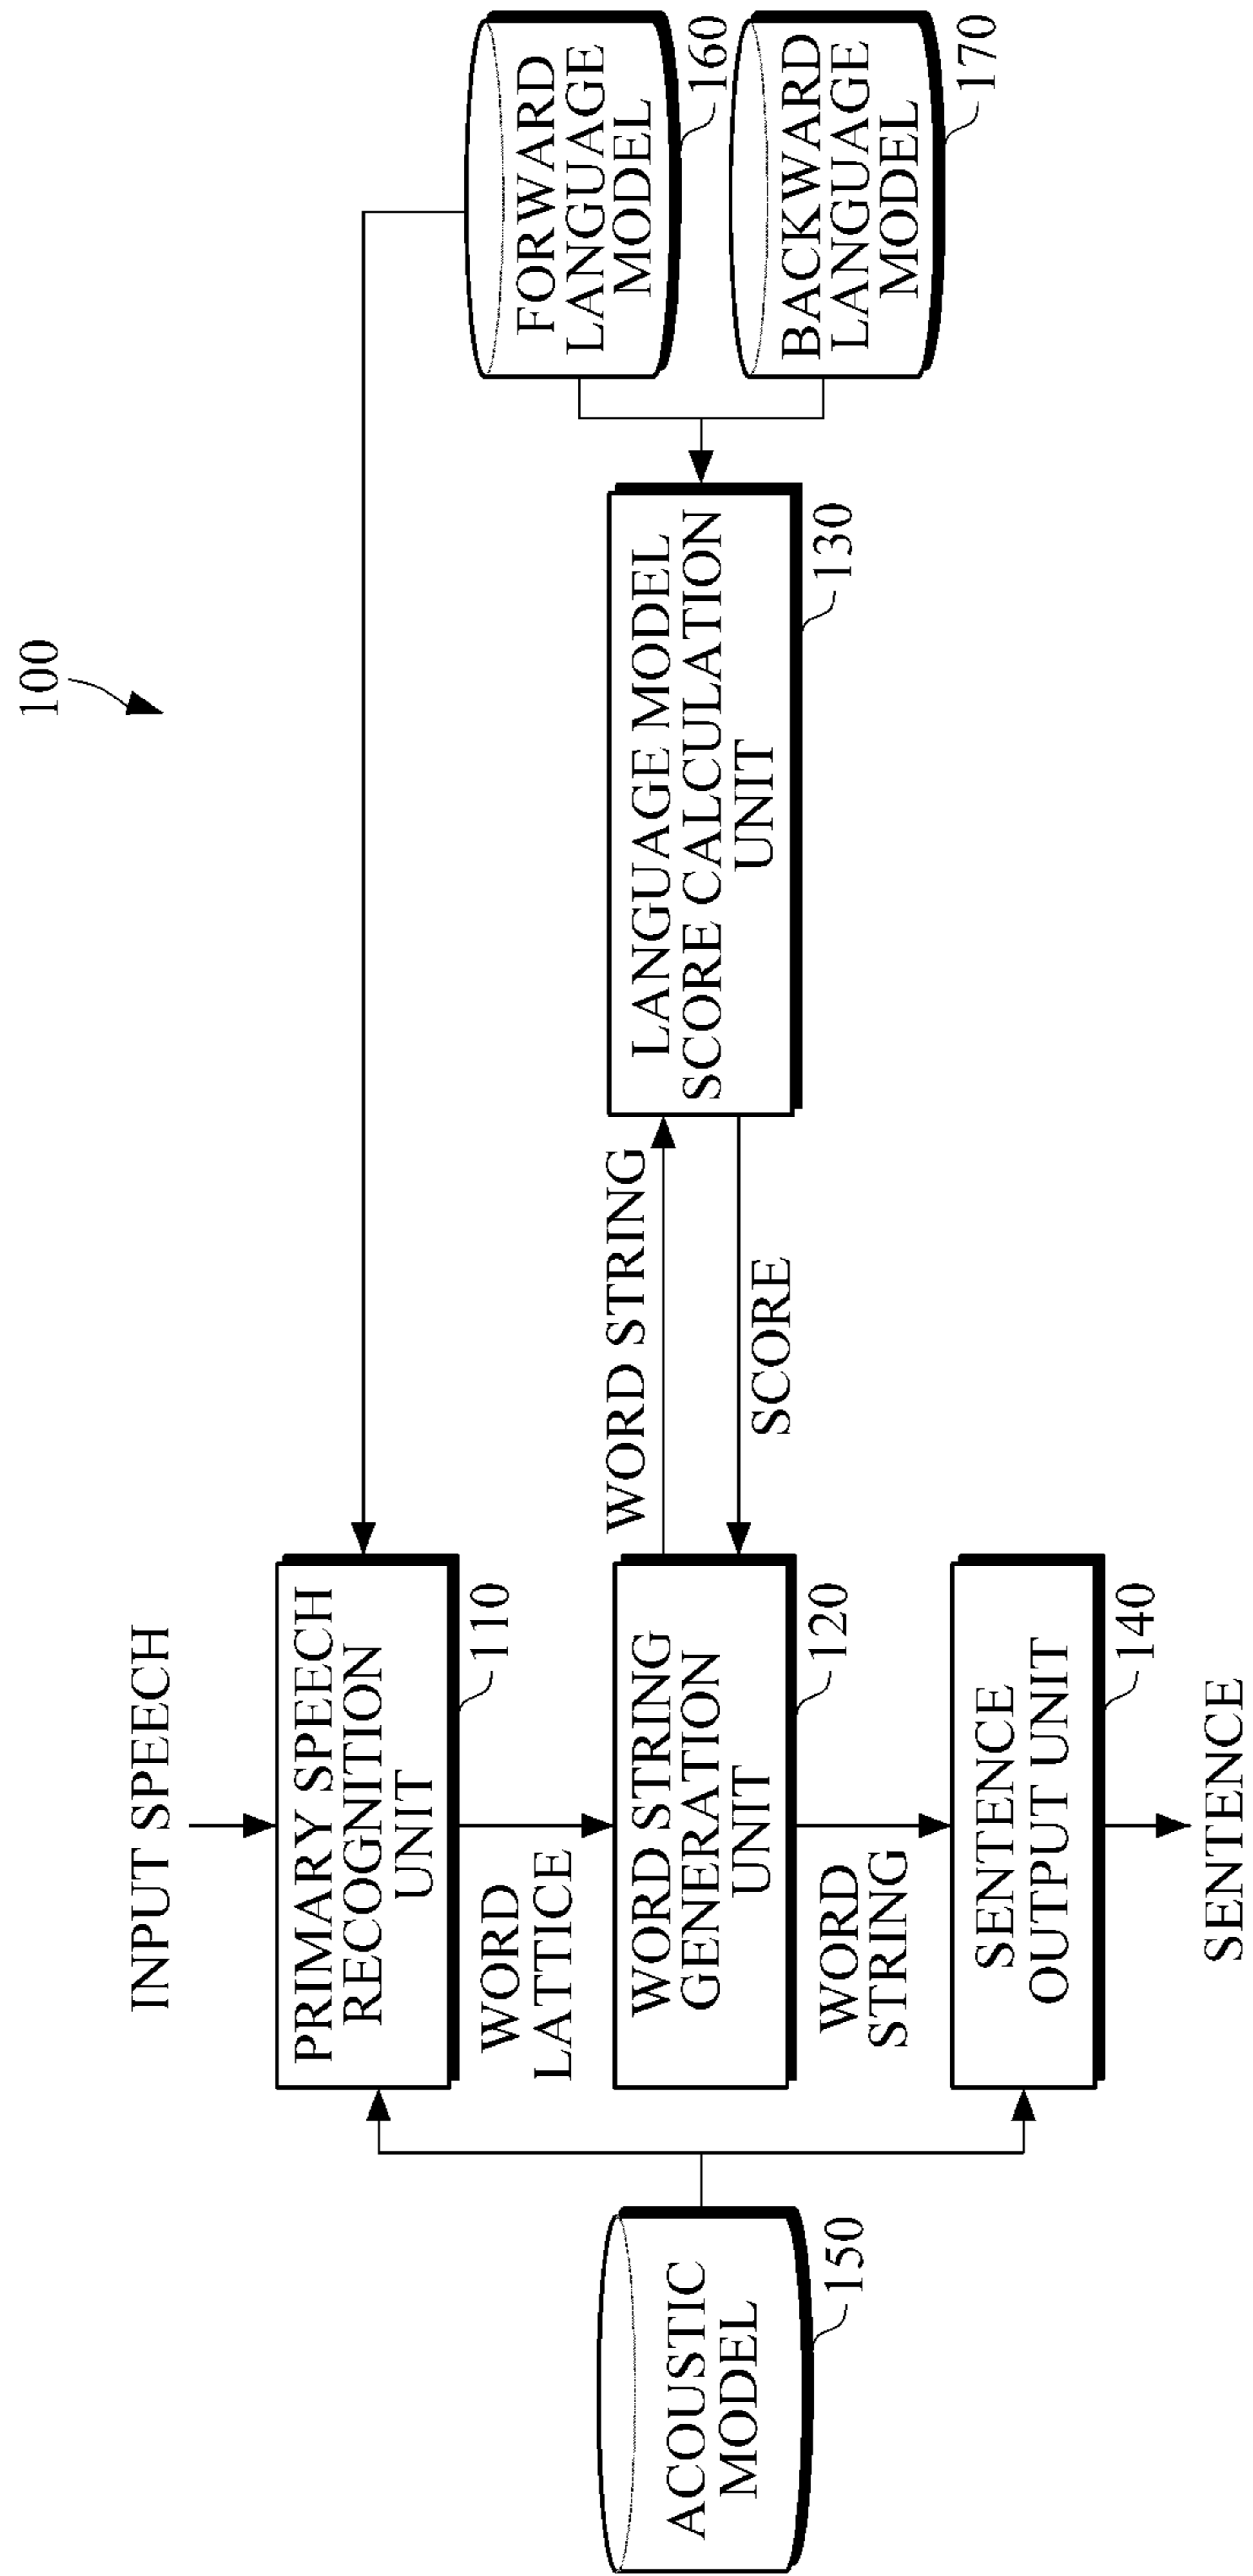 100
INPUT SPEECH
PRIMARY SPEECH
RECOGNITION
UNIT
110
WORD
LATTICE
ACOUSTIC
MODEL
150
WORD STRING
GENERATION
UNIT
120
WORD STRING
SCORE
LANGUAGE MODEL
SCORE CALCULATION
UNIT
130
FORWARD
LANGUAGE
MODEL
160
BACKWARD
LANGUAGE
MODEL
170
WORD
STRING
SENTENCE
OUTPUT UNIT
140
SENTENCE